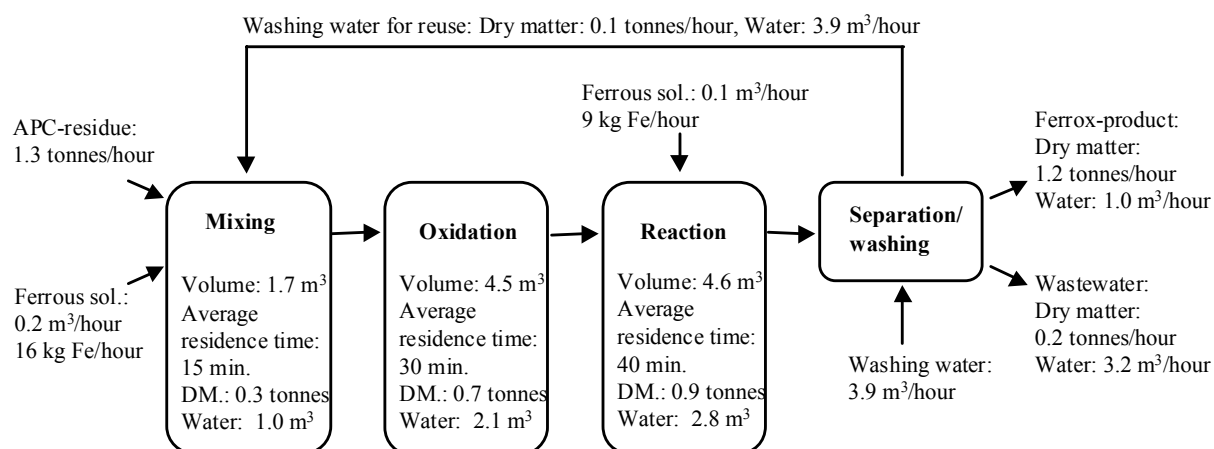 Washing water for reuse: Dry matter: 0.1 tonnes/hour, Water: 3.9 m³/hour
APC-residue:
1.3 tonnes/hour
Ferrous sol.:
0.2 m³/hour
16 kg Fe/hour
Mixing
Volume: 1.7 m³
Average
residence time:
15 min.
DM.: 0.3 tonnes
Water: 1.0 m³
Oxidation
Volume: 4.5 m³
Average
residence time:
30 min.
DM.: 0.7 tonnes
Water: 2.1 m³
Ferrous sol.: 0.1 m³/hour
9 kg Fe/hour
Reaction
Volume: 4.6 m³
Average
residence time:
40 min.
DM.: 0.9 tonnes
Water: 2.8 m³
Separation/
washing
Washing water:
3.9 m³/hour
Ferrox-product:
Dry matter:
1.2 tonnes/hour
Water: 1.0 m³/hour
Wastewater:
Dry matter:
0.2 tonnes/hour
Water: 3.2 m³/hour